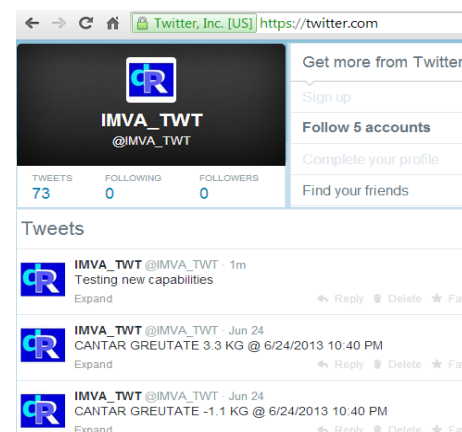 Twitter, Inc. [US] https://twitter.com
dR
IMVA_TWT
@IMVA_TWT
TWEETS FOLLOWING FOLLOWERS
73 0 0
Get more from Twitter
Sign up
Follow 5 accounts
Complete your profile
Find your friends
Tweets
dR
IMVA_TWT @IMVA_TWT · 1m
Testing new capabilities
Expand Reply Delete Fa
dR
IMVA_TWT @IMVA_TWT · Jun 24
CANTAR GREUTATE 3.3 KG @ 6/24/2013 10:40 PM
Expand Reply Delete Fa
dR
IMVA_TWT @IMVA_TWT · Jun 24
CANTAR GREUTATE -1.1 KG @ 6/24/2013 10:40 PM
Expand Reply Delete Fa